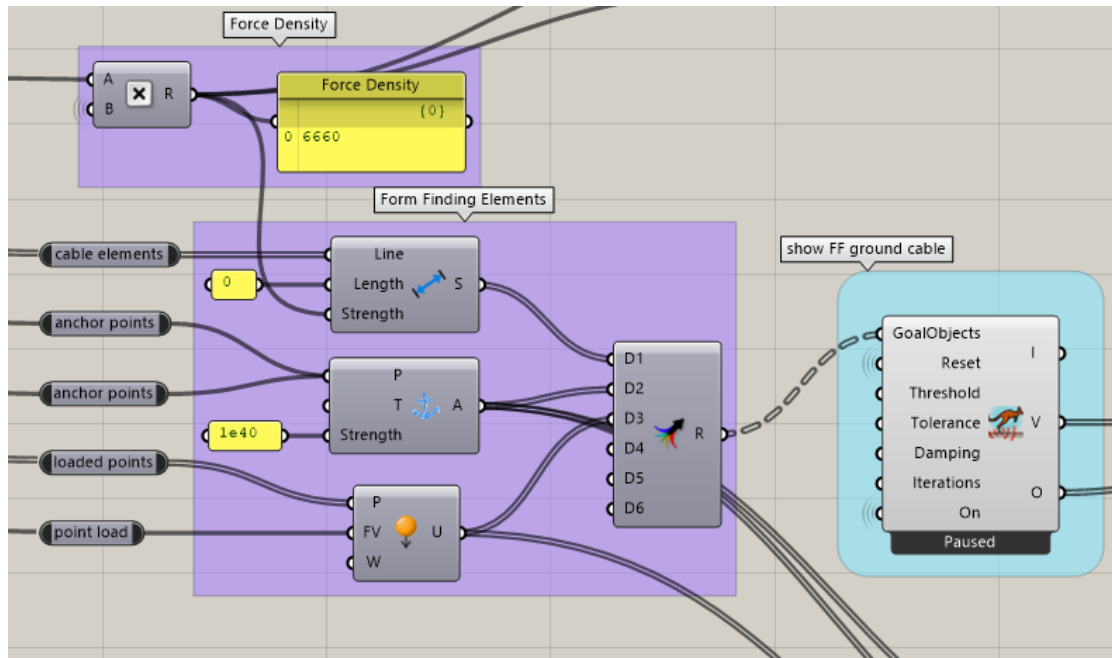 Force Density
A
B
R
Force Density
{0}
0 6660
Form Finding Elements
cable elements
0
Line
Length
Strength
S
anchor points
anchor points
1e40
P
T
Strength
A
loaded points
point load
P
FV
W
U
D1
D2
D3
D4
D5
D6
R
show FF ground cable
GoalObjects
Reset
Threshold
Tolerance
Damping
Iterations
On
I
V
O
Paused